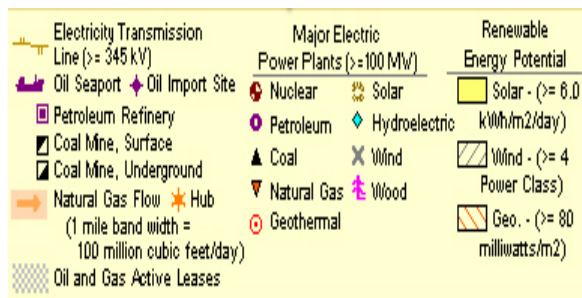 Electricity Transmission
Line (>= 345 kV)
Oil Seaport
Oil Import Site
Petroleum Refinery
Coal Mine, Surface
Coal Mine, Underground
Natural Gas Flow
Hub
(1 mile band width =
100 million cubic feet/day)
Oil and Gas Active Leases
Major Electric
Power Plants (>=100 MW)
Nuclear
Solar
Petroleum
Hydroelectric
Coal
Wind
Natural Gas
Wood
Geothermal
Renewable
Energy Potential
Solar - (>= 6.0
kWh/m2/day)
Wind - (>= 4
Power Class)
Geo. - (>= 80
milliwatts/m2)